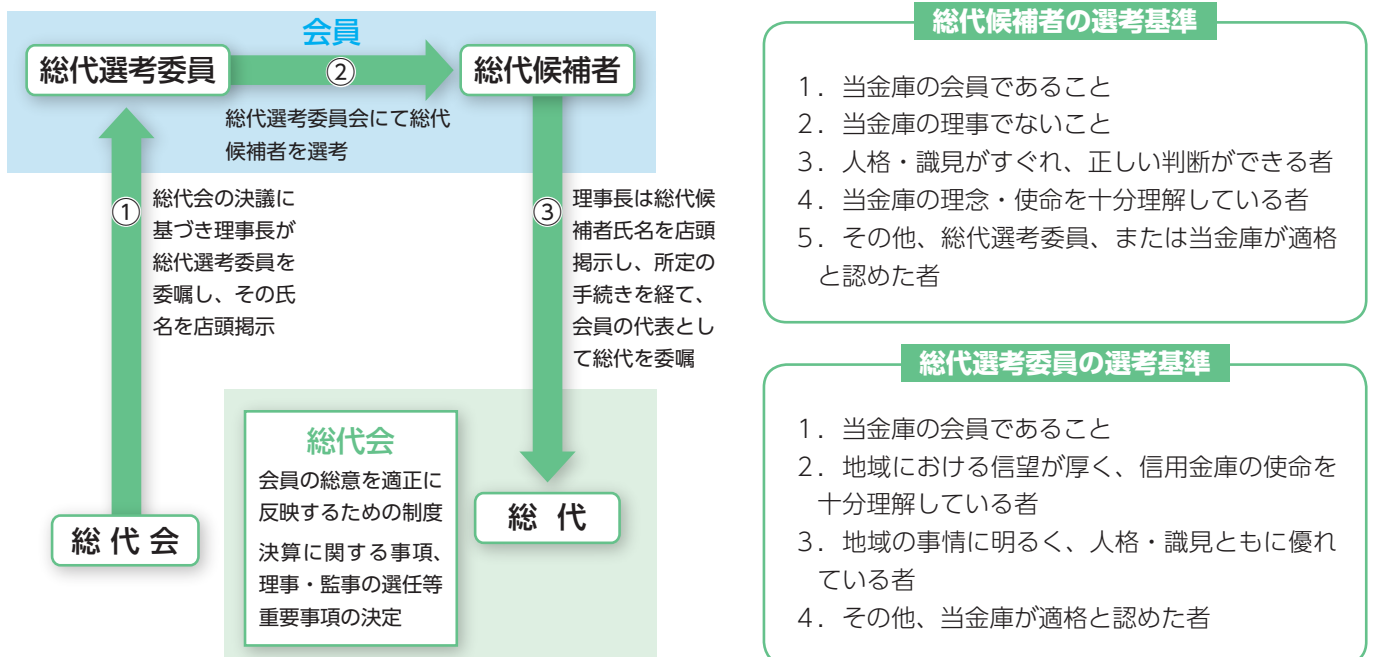 会員
総代選考委員
②
総代候補者
総代選考委員会にて総代
候補者を選考
①
総代会の決議に
基づき理事長が
総代選考委員を
委嘱し、その氏
名を店頭掲示
③
理事長は総代候
補者氏名を店頭
掲示し、所定の
手続きを経て、
会員の代表とし
て総代を委嘱
総代会
総代会
会員の総意を適正に
反映するための制度
決算に関する事項、
理事・監事の選任等
重要事項の決定
総代
総代候補者の選考基準
1．当金庫の会員であること
2．当金庫の理事でないこと
3．人格・識見がすぐれ、正しい判断ができる者
4．当金庫の理念・使命を十分理解している者
5．その他、総代選考委員、または当金庫が適格
と認めた者
総代選考委員の選考基準
1．当金庫の会員であること
2．地域における信望が厚く、信用金庫の使命を
十分理解している者
3．地域の事情に明るく、人格・識見ともに優れ
ている者
4．その他、当金庫が適格と認めた者